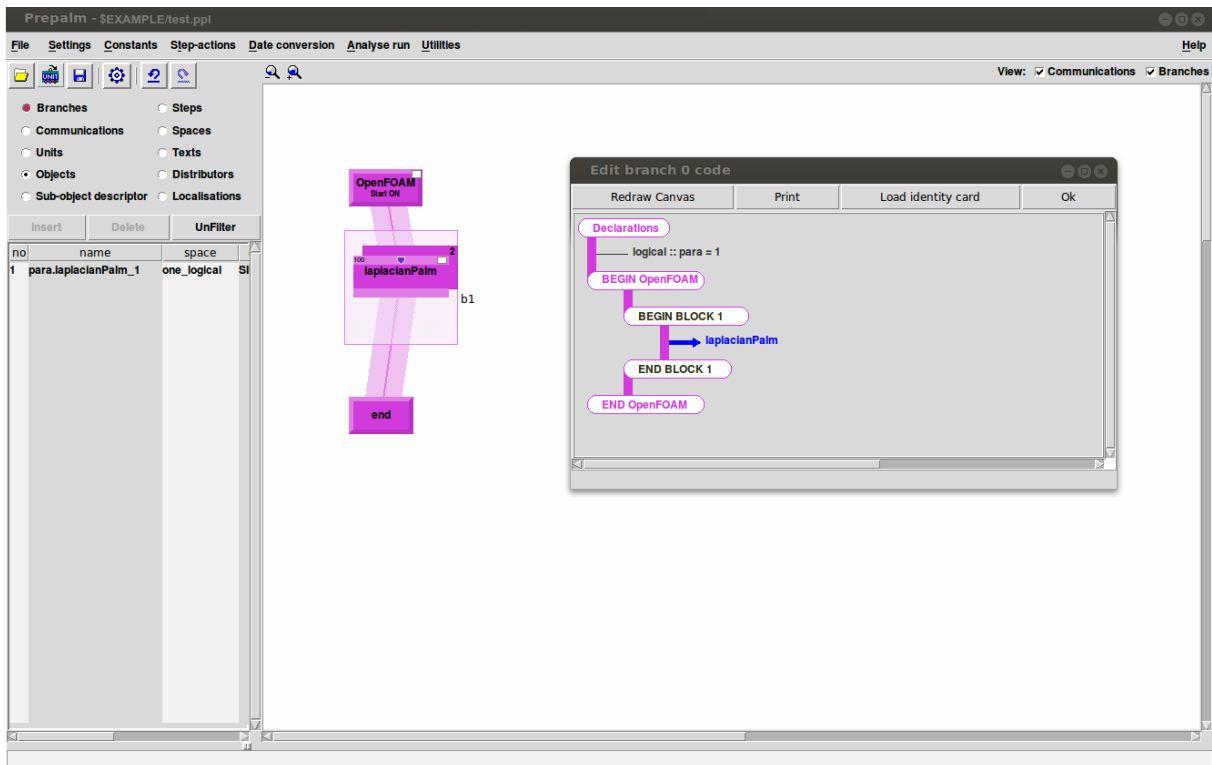 Prepalm - $EXAMPLE/test.ppl
File Settings Constants Step-actions Date conversion Analyse run Utilities Help
UNIT
View: Communications Branches
Branches Steps
Communications Spaces
Units Texts
Objects Distributors
Sub-object descriptor Localisations
Insert Delete UnFilter
no name space
1 para.laplacianPalm_1 one_logical
OpenFOAM
Start ON
2
100
laplacianPalm
b1
end
Edit branch 0 code
Redraw Canvas Print Load identity card Ok
Declarations
logical :: para = 1
BEGIN OpenFOAM
BEGIN BLOCK 1
laplacianPalm
END BLOCK 1
END OpenFOAM